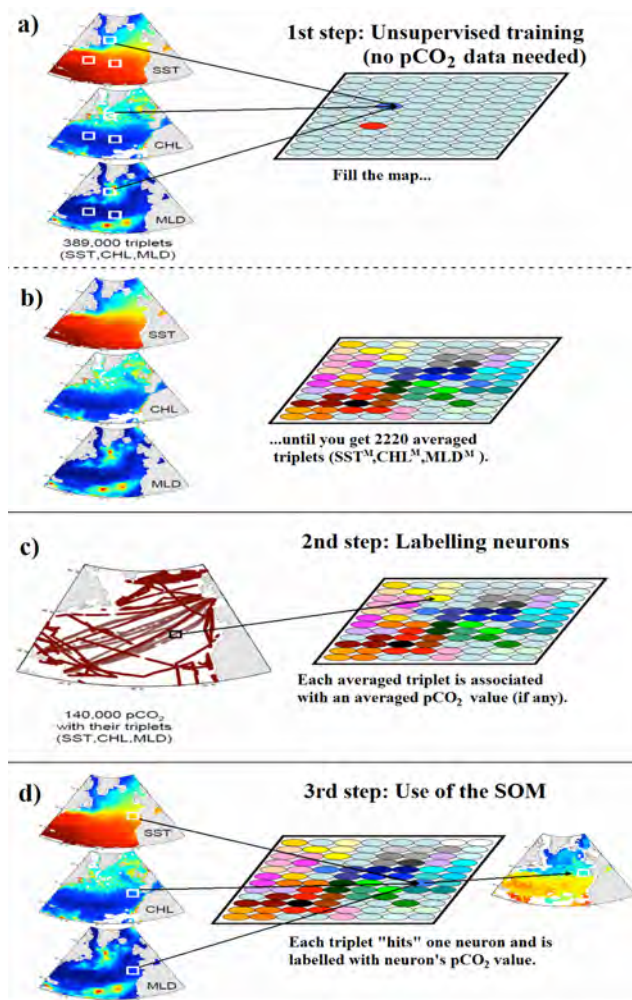 a)
1st step: Unsupervised training
(no pCO₂ data needed)
SST
CHL
MLD
389,000 triplets
(SST,CHL,MLD)
Fill the map...
b)
SST
CHL
MLD
...until you get 2220 averaged
triplets (SSTᴹ,CHLᴹ,MLDᴹ ).
c)
2nd step: Labelling neurons
140,000 pCO₂
with their triplets
(SST,CHL,MLD)
Each averaged triplet is associated
with an averaged pCO₂ value (if any).
d)
3rd step: Use of the SOM
SST
CHL
MLD
Each triplet "hits" one neuron and is
labelled with neuron's pCO₂ value.